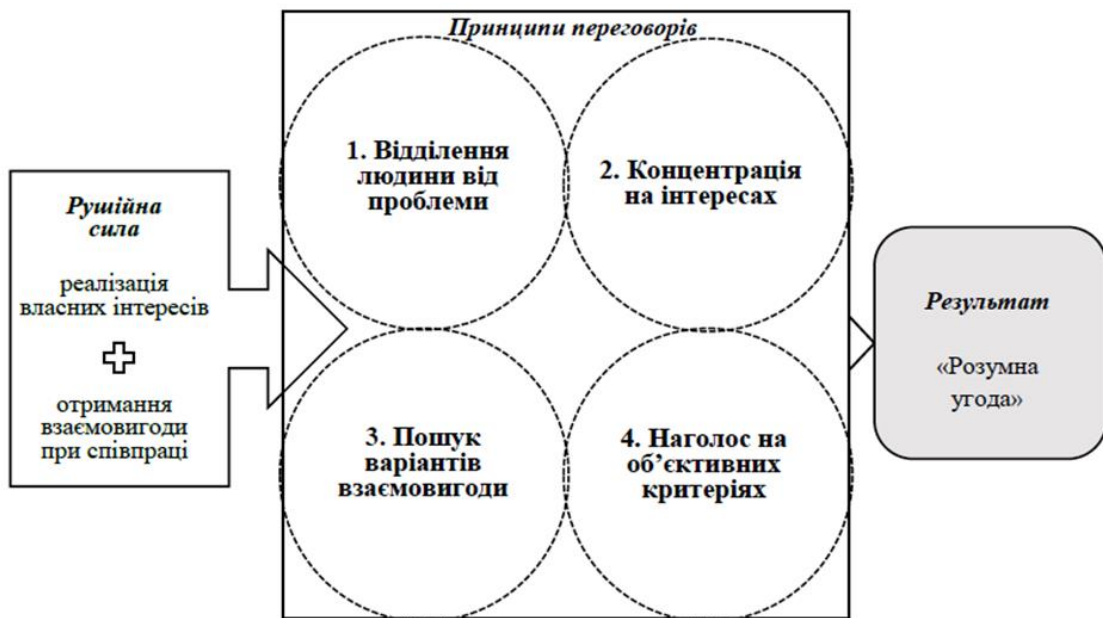 Принципи переговорів
Рушійна
сила
реалізація
власних інтересів
отримання
взаємовигоди
при співпраці
1. Відділення
людини від
проблеми
2. Концентрація
на інтересах
3. Пошук
варіантів
взаємовигоди
4. Наголос на
об’єктивних
критеріях
Результат
«Розумна
угода»